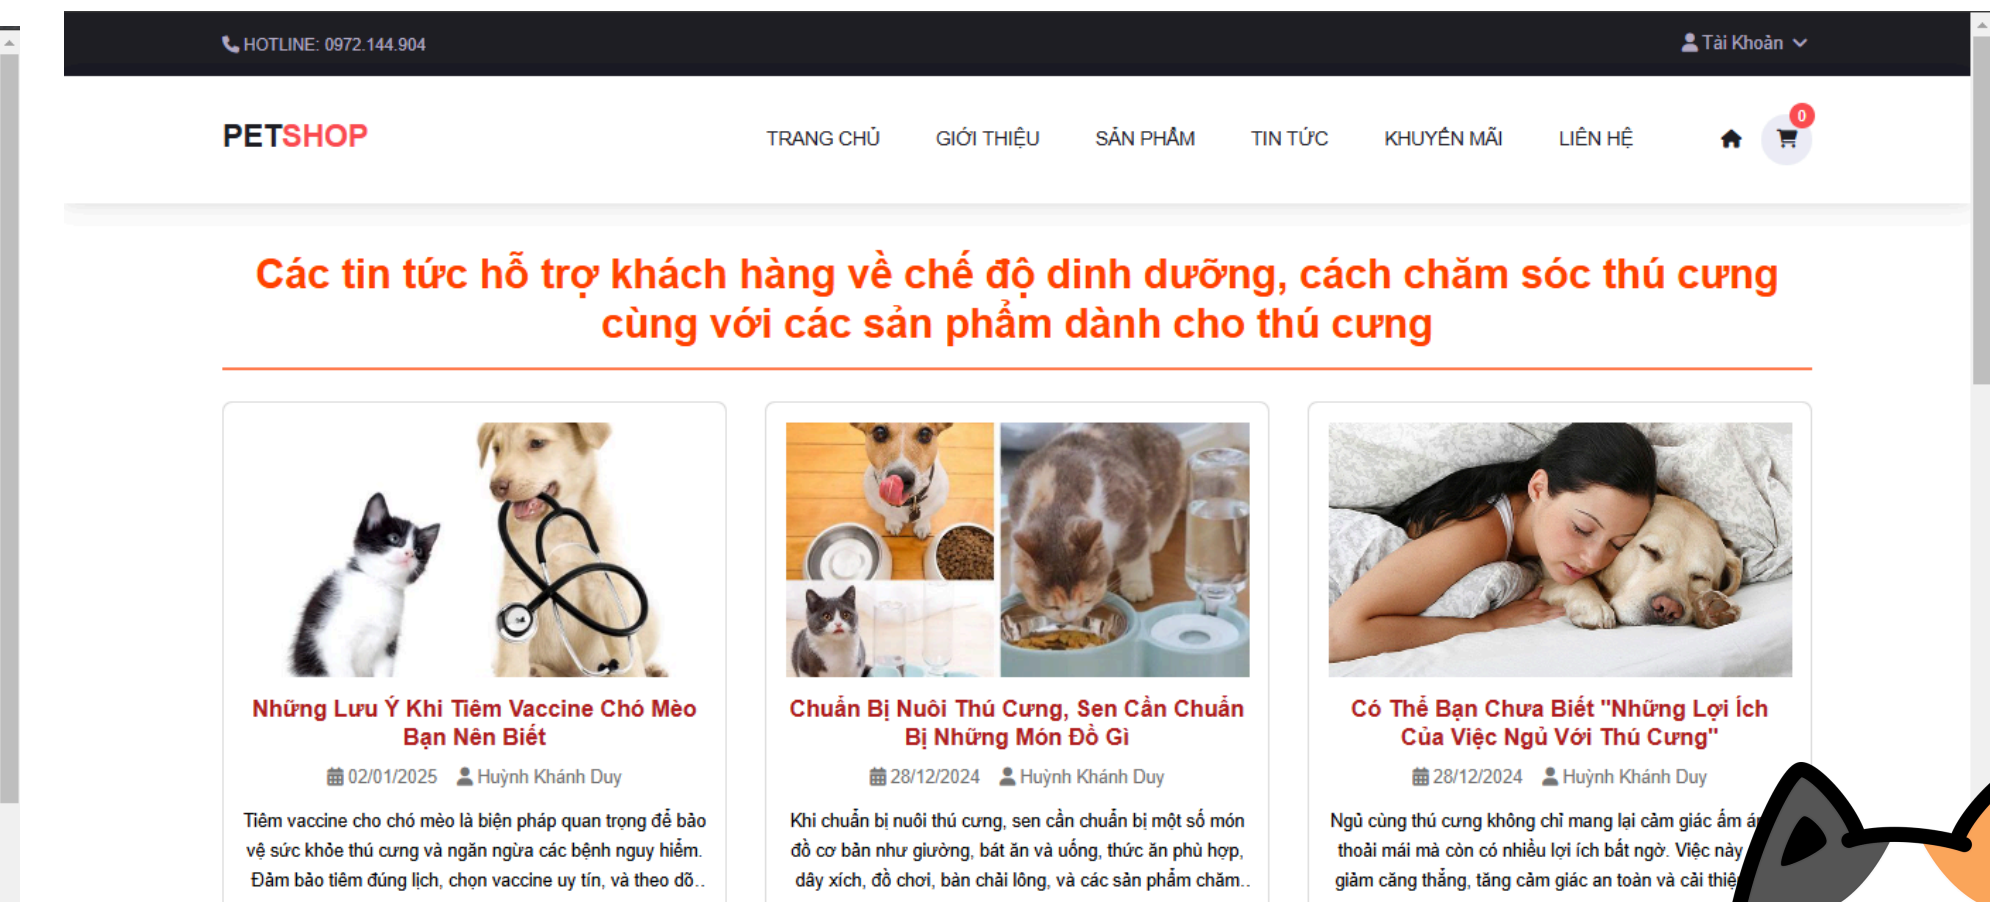 HOTLINE: 0972.144.904
Tài Khoản
PETSHOP
TRANG CHỦ GIỚI THIỆU SẢN PHẨM TIN TỨC KHUYẾN MÃI LIÊN HỆ 0
Các tin tức hỗ trợ khách hàng về chế độ dinh dưỡng, cách chăm sóc thú cưng
cùng với các sản phẩm dành cho thú cưng
Những Lưu Ý Khi Tiêm Vaccine Chó Mèo
Bạn Nên Biết
02/01/2025 Huỳnh Khánh Duy
Tiêm vaccine cho chó mèo là biện pháp quan trọng để bảo
vệ sức khỏe thú cưng và ngăn ngừa các bệnh nguy hiểm.
Đảm bảo tiêm đúng lịch, chọn vaccine uy tín, và theo dõ..
Chuẩn Bị Nuôi Thú Cưng, Sen Cần Chuẩn
Bị Những Món Đồ Gì
28/12/2024 Huỳnh Khánh Duy
Khi chuẩn bị nuôi thú cưng, sen cần chuẩn bị một số món
đồ cơ bản như giường, bát ăn và uống, thức ăn phù hợp,
dây xích, đồ chơi, bàn chải lông, và các sản phẩm chăm..
Có Thể Bạn Chưa Biết "Những Lợi Ích
Của Việc Ngủ Với Thú Cưng"
28/12/2024 Huỳnh Khánh Duy
Ngủ cùng thú cưng không chỉ mang lại cảm giác ấm
thoải mái mà còn có nhiều lợi ích bất ngờ. Việc này
giảm căng thẳng, tăng cảm giác an toàn và cải